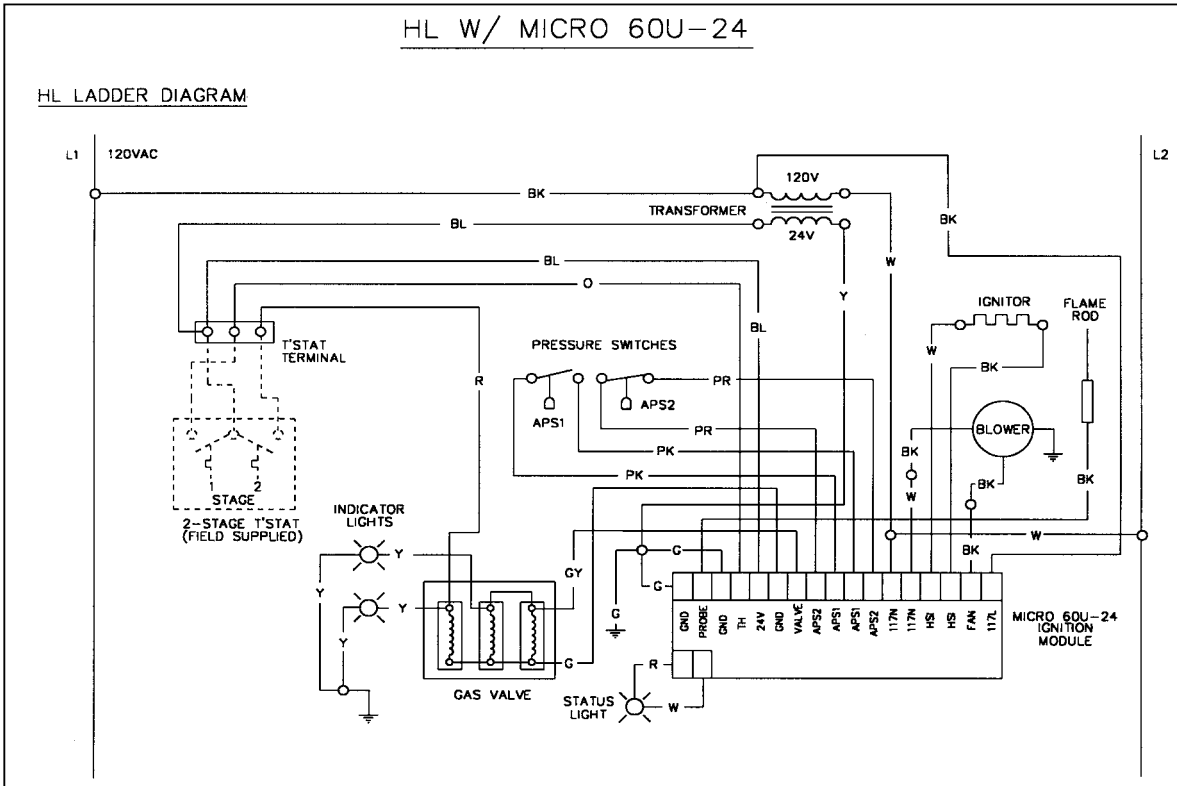 HL W/ MICRO 60U-24
HL LADDER DIAGRAM
L1
120VAC
L2
120V
BK
TRANSFORMER
BL
24V
BK
BL
W
O
Y
IGNITOR
FLAME
ROD
T'STAT
TERMINAL
BL
PRESSURE SWITCHES
W
R
PR
BK
APS1
APS2
PR
BLOWER
PK
BK
PK
BK
BK
W
STAGE
2
2-STAGE T'STAT
(FIELD SUPPLIED)
INDICATOR
LIGHTS
Y
GY
G
W
BK
G
Y
Y
Y
G
GND
PROBE
GND
TH
24V
GND
VALVE
APS2
APS1
APS1
APS2
117N
117N
HSI
HSI
FAN
117L
MICRO 60U-24
IGNITION
MODULE
G
R
GAS VALVE
STATUS
LIGHT
W